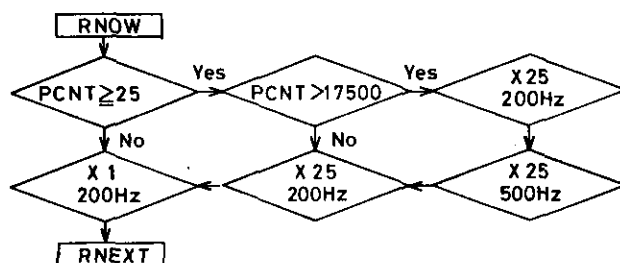 RNOW
PCNT≧25
Yes
PCNT>17500
Yes
X 25
200Hz
No
No
X 1
200Hz
X 25
200Hz
X 25
500Hz
RNEXT